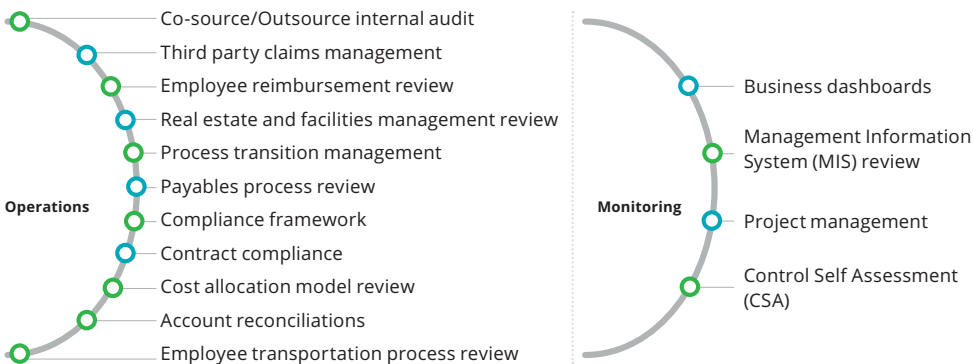 Operations
Co-source/Outsource internal audit
Third party claims management
Employee reimbursement review
Real estate and facilities management review
Process transition management
Payables process review
Compliance framework
Contract compliance
Cost allocation model review
Account reconciliations
Employee transportation process review
Monitoring
Business dashboards
Management Information
System (MIS) review
Project management
Control Self Assessment
(CSA)